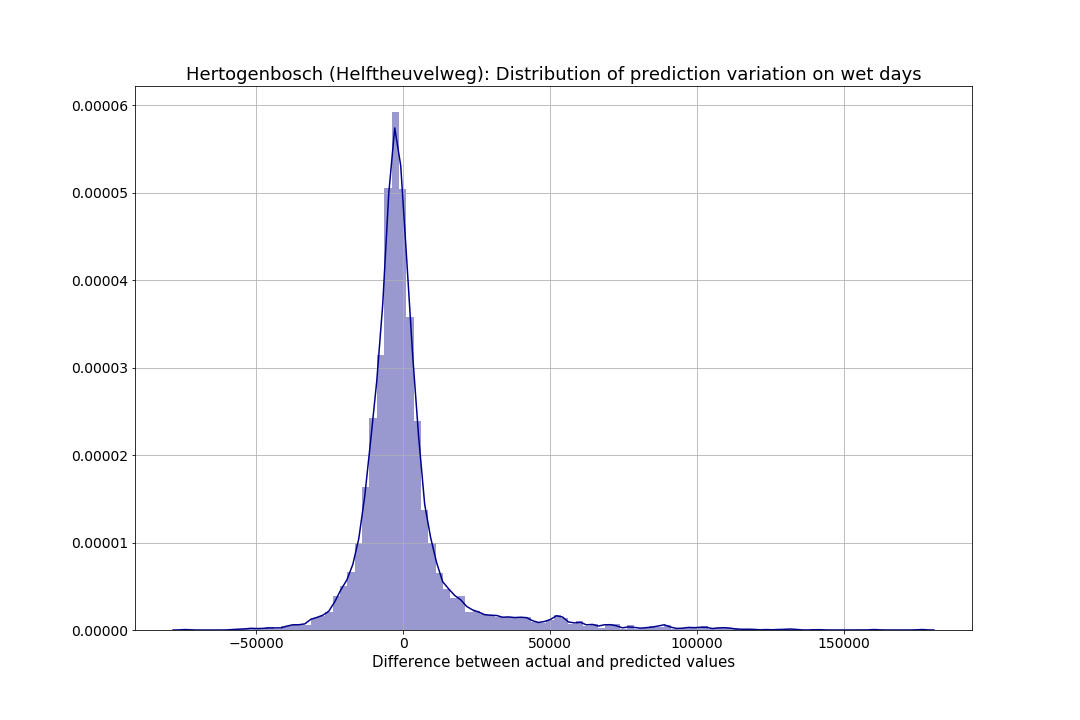 Hertogenbosch (Helftheuvelweg): Distribution of prediction variation on wet days
0.00006
0.00005
0.00004
0.00003
0.00002
0.00001
0.00000
−50000 0 50000 100000 150000
Difference between actual and predicted values